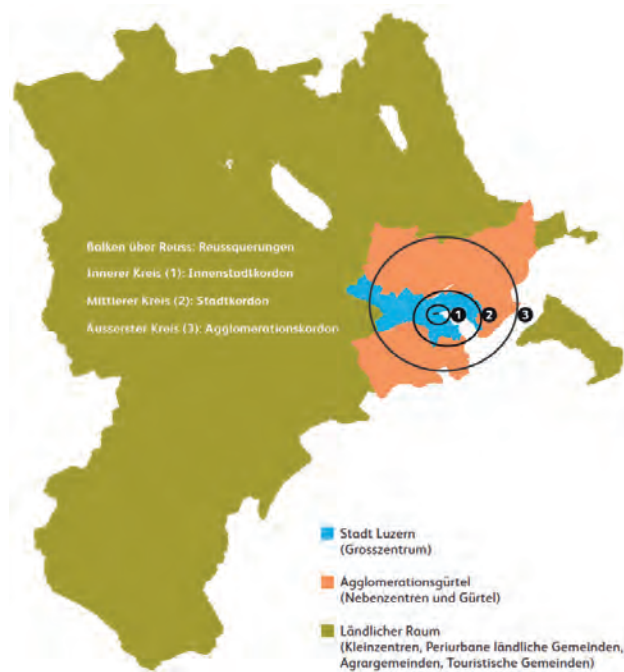 Balken über Reuss: Reussquerungen
Innerer Kreis (1): Innenstadtkordon
Mittlerer Kreis (2): Stadtkordon
Äusserster Kreis (3): Agglomerationskordon
1 2 3
Stadt Luzern
(Grosszentrum)
Agglomerationsgürtel
(Nebenzentren und Gürtel)
Ländlicher Raum
(Kleinzentren, Periurbane ländliche Gemeinden,
Agrargemeinden, Touristische Gemeinden)